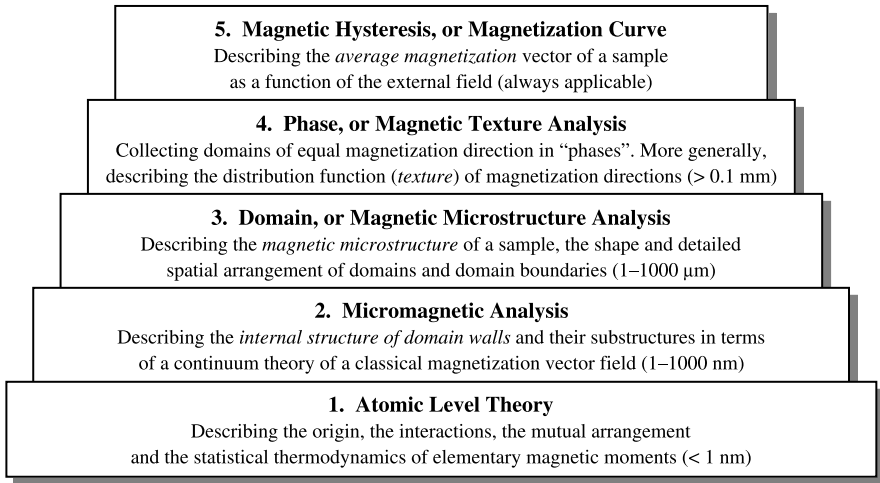 5. Magnetic Hysteresis, or Magnetization Curve
Describing the average magnetization vector of a sample
as a function of the external field (always applicable)
4. Phase, or Magnetic Texture Analysis
Collecting domains of equal magnetization direction in “phases”. More generally,
describing the distribution function (texture) of magnetization directions (> 0.1 mm)
3. Domain, or Magnetic Microstructure Analysis
Describing the magnetic microstructure of a sample, the shape and detailed
spatial arrangement of domains and domain boundaries (1–1000 μm)
2. Micromagnetic Analysis
Describing the internal structure of domain walls and their substructures in terms
of a continuum theory of a classical magnetization vector field (1–1000 nm)
1. Atomic Level Theory
Describing the origin, the interactions, the mutual arrangement
and the statistical thermodynamics of elementary magnetic moments (< 1 nm)